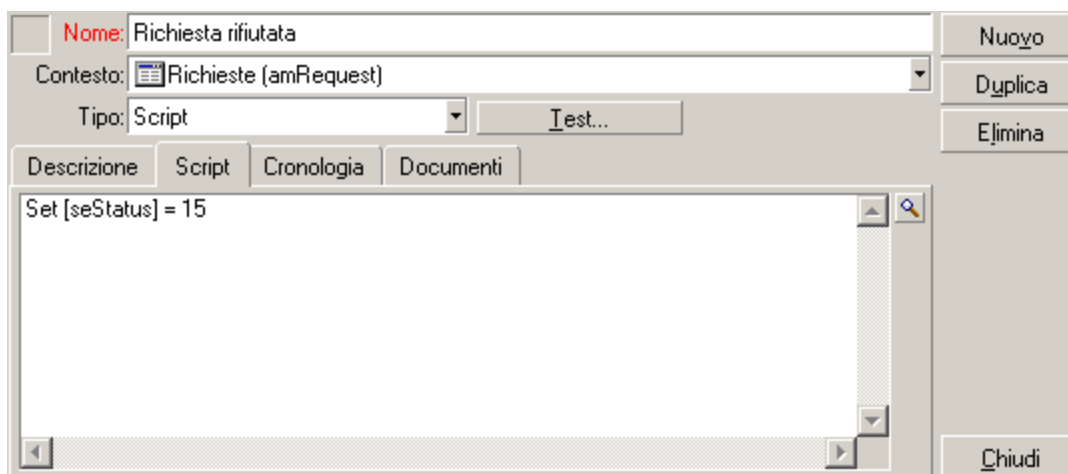 Nome: Richiesta rifiutata
Nuovo
Contesto: Richieste (amRequest)
Duplica
Tipo: Script Test...
Elimina
Descrizione Script Cronologia Documenti
Set [seStatus] = 15
Chiudi